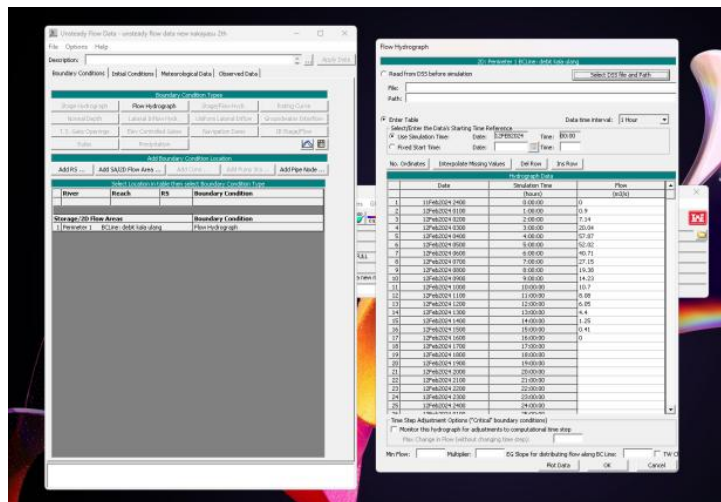 Unsteady Flow Data - unsteady flow data new nakayasu 2th
File Options Help
Description: Apply Data
Boundary Conditions Initial Conditions Meteorological Data Observed Data
Boundary Condition Types
Stage Hydrograph Flow Hydrograph Stage/Flow Hydr. Rating Curve
Normal Depth Lateral Inflow Hydr. Uniform Lateral Inflow Groundwater Interflow
T.S. Gate Openings Elev Controlled Gates Navigation Dams IB Stage/Flow
Rules Precipitation
Add Boundary Condition Location
Add RS ... Add SA/2D Flow Area ... Add Conn ... Add Pump Sta ... Add Pipe Node ...
Select Location in table then select Boundary Condition Type
River Reach RS Boundary Condition
Storage/2D Flow Areas Boundary Condition
1 Perimeter 1 BCLine: debit kala ulang Flow Hydrograph
Flow Hydrograph
2D: Perimeter 1 BCLine: debit kala ulang
Read from DSS before simulation Select DSS file and Path
File:
Path:
Enter Table Data time interval: 1 Hour
Select/Enter the Data's Starting Time Reference
Use Simulation Time: Date: 12FEB2024 Time: 00:00
Fixed Start Time: Date: Time:
No. Ordinates Interpolate Missing Values Del Row Ins Row
Hydrograph Data
Date Simulation Time Flow
(hours) (m3/s)
1 11Feb2024 2400 0:00:00 0
2 12Feb2024 0100 1:00:00 0.9
3 12Feb2024 0200 2:00:00 7.14
4 12Feb2024 0300 3:00:00 20.04
5 12Feb2024 0400 4:00:00 57.87
6 12Feb2024 0500 5:00:00 52.02
7 12Feb2024 0600 6:00:00 40.71
8 12Feb2024 0700 7:00:00 27.15
9 12Feb2024 0800 8:00:00 19.38
10 12Feb2024 0900 9:00:00 14.23
11 12Feb2024 1000 10:00:00 10.7
12 12Feb2024 1100 11:00:00 8.08
13 12Feb2024 1200 12:00:00 6.05
14 12Feb2024 1300 13:00:00 4.4
15 12Feb2024 1400 14:00:00 1.25
16 12Feb2024 1500 15:00:00 0.41
17 12Feb2024 1600 16:00:00 0
18 12Feb2024 1700 17:00:00
19 12Feb2024 1800 18:00:00
20 12Feb2024 1900 19:00:00
21 12Feb2024 2000 20:00:00
22 12Feb2024 2100 21:00:00
23 12Feb2024 2200 22:00:00
24 12Feb2024 2300 23:00:00
25 12Feb2024 2400 24:00:00
Time Step Adjustment Options ("Critical" boundary conditions)
Monitor this hydrograph for adjustments to computational time step
Max Change in Flow (without changing time step):
Min Flow: Multiplier: EG Slope for distributing flow along BC Line: TW C
Plot Data OK Cancel